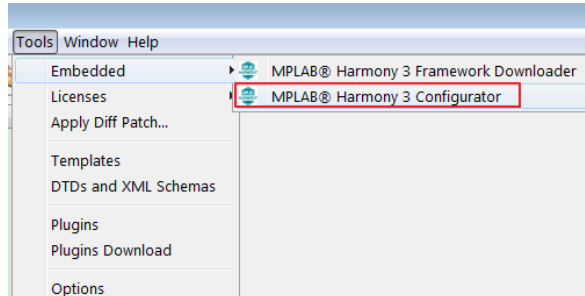 Tools Window Help
Embedded
MPLAB® Harmony 3 Framework Downloader
Licenses
MPLAB® Harmony 3 Configurator
Apply Diff Patch...
Templates
DTDs and XML Schemas
Plugins
Plugins Download
Options